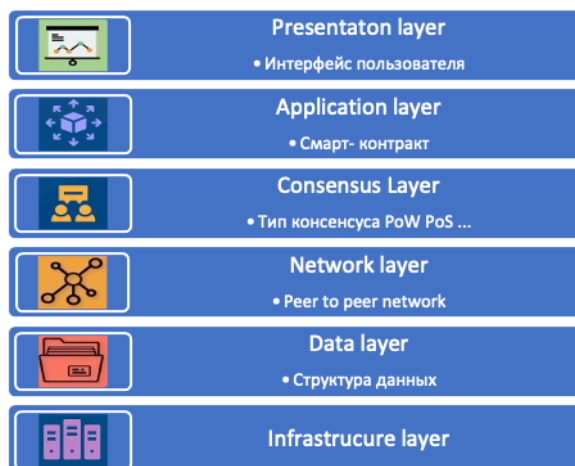 Presentaton layer
• Интерфейс пользователя
Application layer
• Смарт- контракт
Consensus Layer
• Тип консенсуса PoW PoS ...
Network layer
• Peer to peer network
Data layer
• Структура данных
Infrastrucure layer